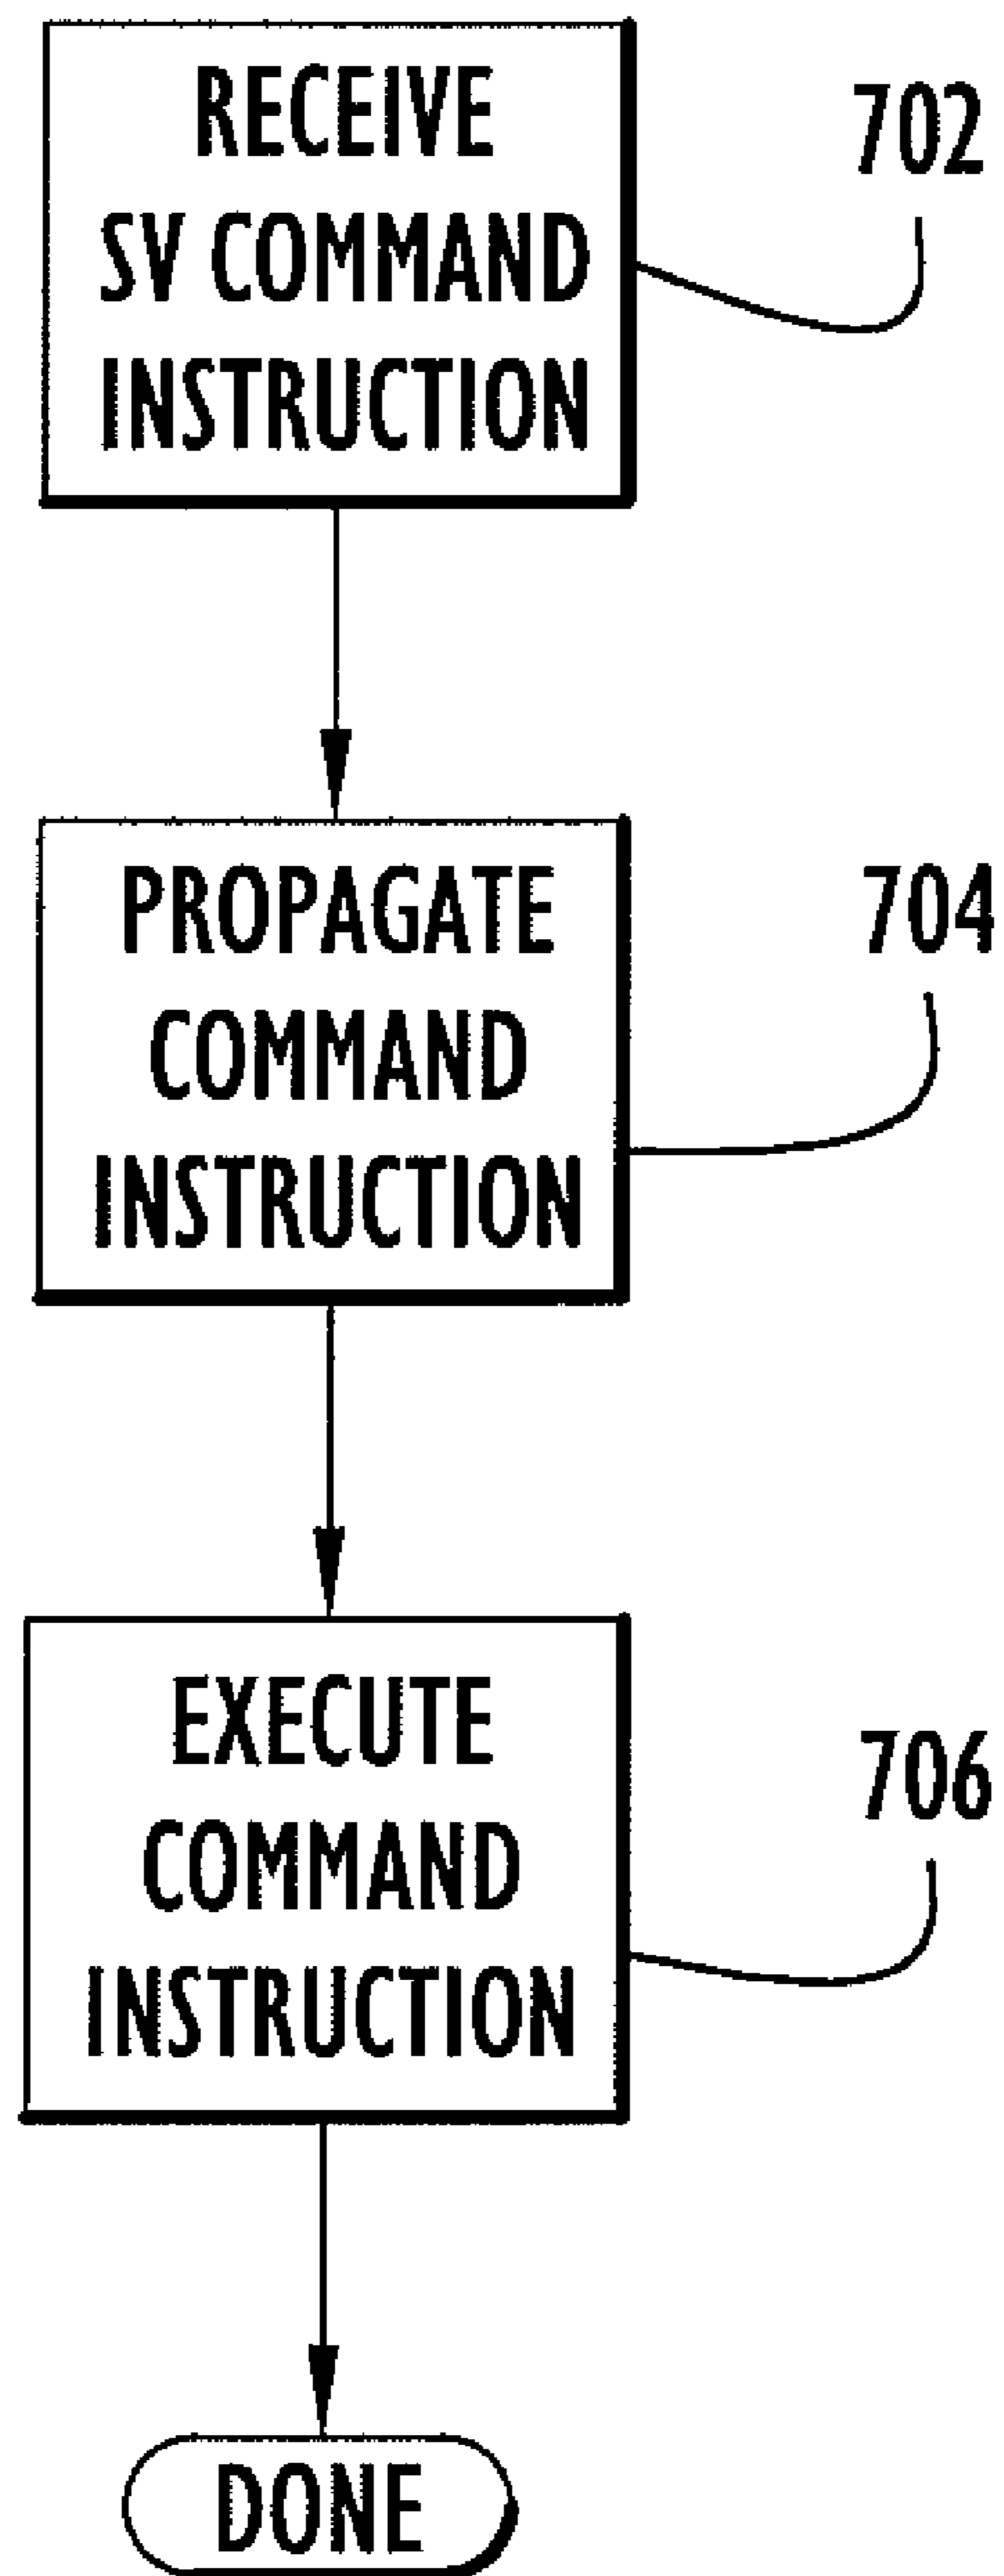 RECEIVE
SV COMMAND
INSTRUCTION
702
PROPAGATE
COMMAND
INSTRUCTION
704
EXECUTE
COMMAND
INSTRUCTION
706
DONE